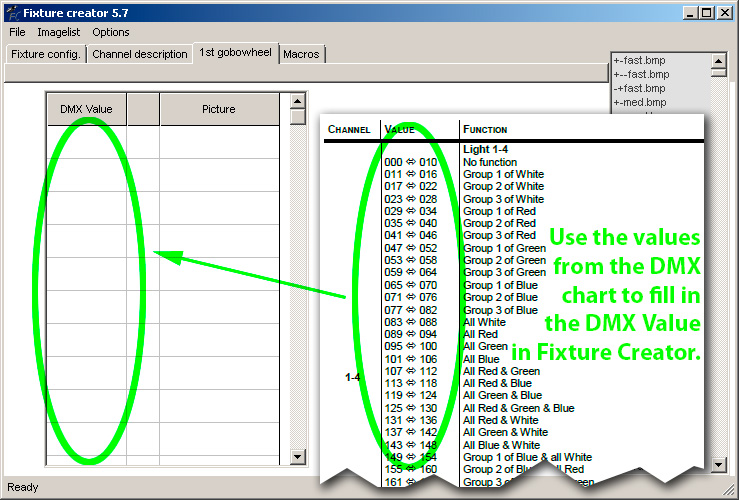 Fixture creator 5.7
File Imagelist Options
Fixture config. Channel description 1st gobowheel Macros
+-fast.bmp
+--fast.bmp
-+fast.bmp
+-med.bmp
DMX Value Picture
CHANNEL VALUE FUNCTION
Light 1-4
000 ⇔ 010 No function
011 ⇔ 016 Group 1 of White
017 ⇔ 022 Group 2 of White
023 ⇔ 028 Group 3 of White
029 ⇔ 034 Group 1 of Red
035 ⇔ 040 Group 2 of Red
041 ⇔ 046 Group 3 of Red
047 ⇔ 052 Group 1 of Green
053 ⇔ 058 Group 2 of Green
059 ⇔ 064 Group 3 of Green
065 ⇔ 070 Group 1 of Blue
071 ⇔ 076 Group 2 of Blue
077 ⇔ 082 Group 3 of Blue
083 ⇔ 088 All White
089 ⇔ 094 All Red
095 ⇔ 100 All Green
101 ⇔ 106 All Blue
1-4
107 ⇔ 112 All Red & Green
113 ⇔ 118 All Red & Blue
119 ⇔ 124 All Green & Blue
125 ⇔ 130 All Red & Green & Blue
131 ⇔ 136 All Red & White
137 ⇔ 142 All Green & White
143 ⇔ 148 All Blue & White
149 ⇔ 154 Group 1 of Blue & all White
155 ⇔ 160 Group 2 of Blue all Red
161 Group 3 of
Use the values
from the DMX
chart to fill in
the DMX Value
in Fixture Creator.
Ready